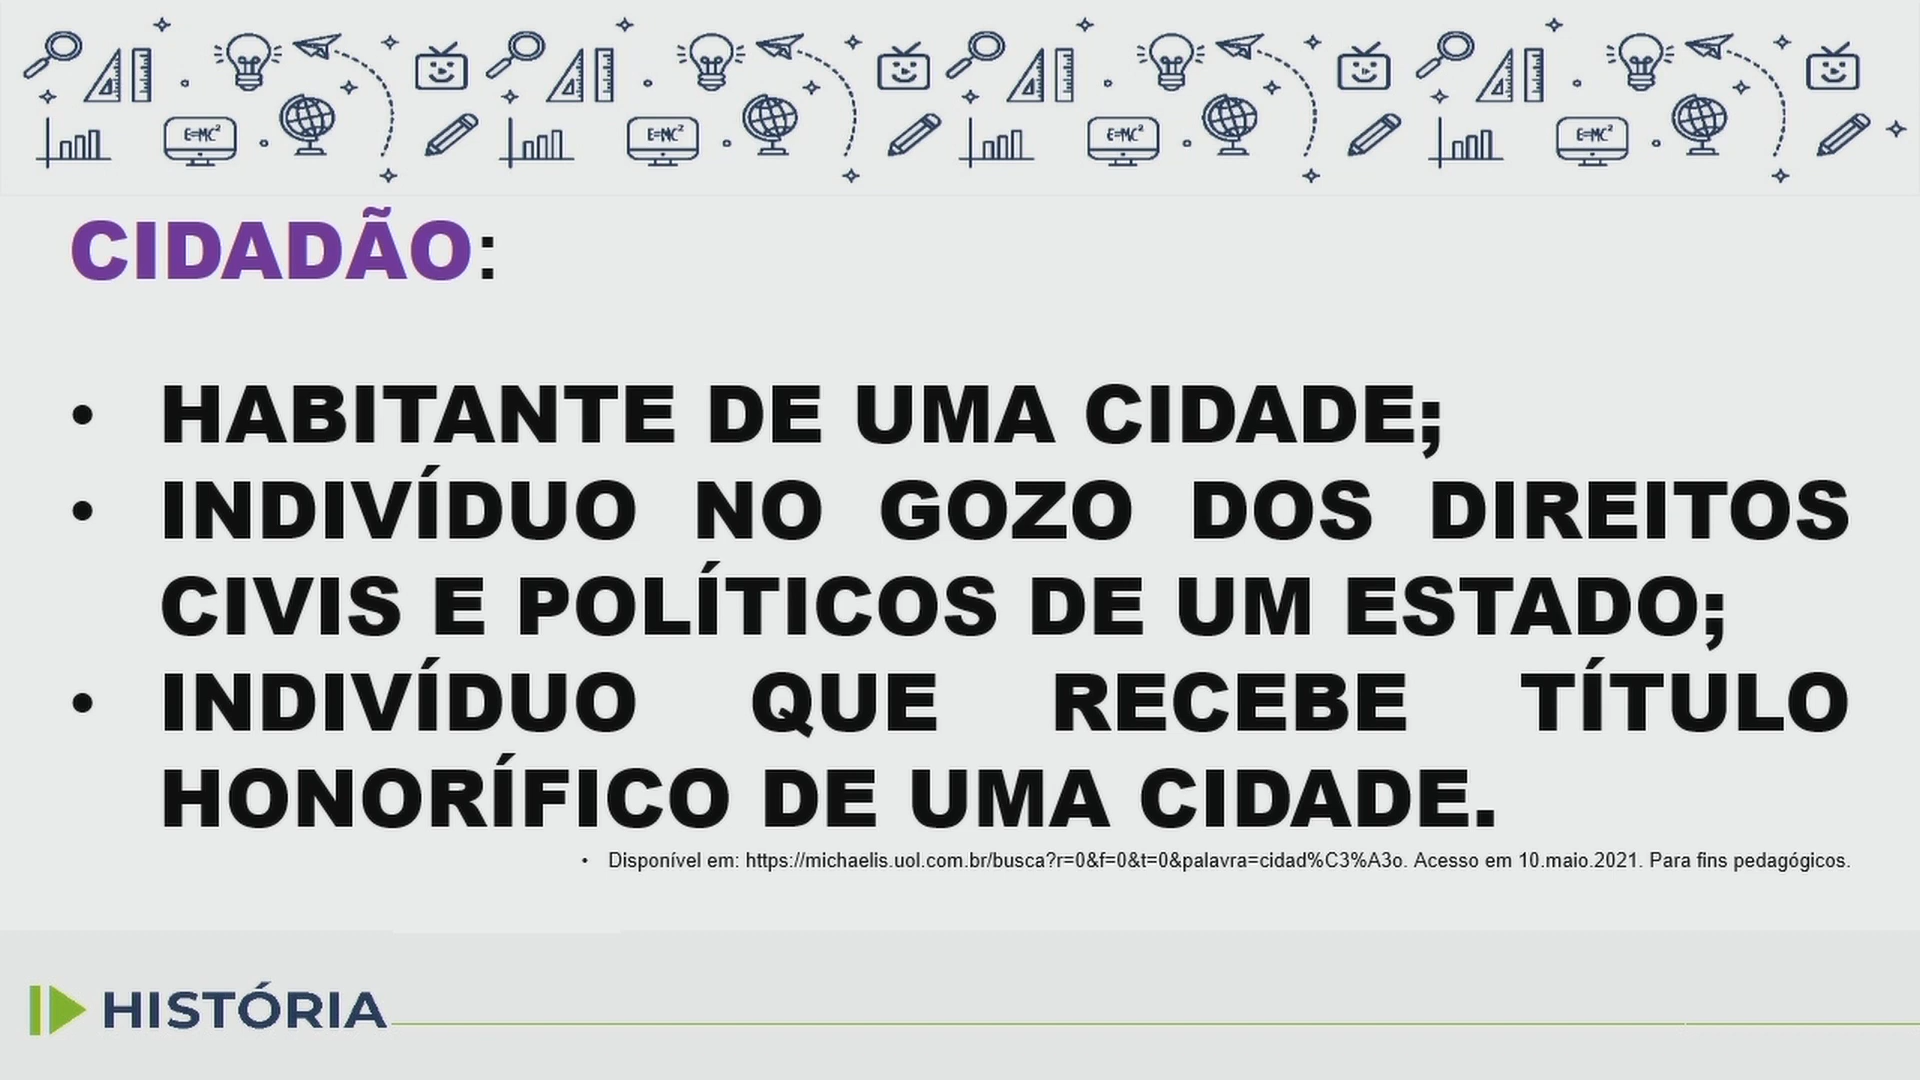 E=MC² E=MC² E=MC² E=MC²
CIDADÃO:
• HABITANTE DE UMA CIDADE;
• INDIVÍDUO NO GOZO DOS DIREITOS
CIVIS E POLÍTICOS DE UM ESTADO;
• INDIVÍDUO QUE RECEBE TÍTULO
HONORÍFICO DE UMA CIDADE.
• Disponível em: https://michaelis.uol.com.br/busca?r=0&f=0&t=0&palavra=cidad%C3%A3o. Acesso em 10.maio.2021. Para fins pedagógicos.
HISTÓRIA